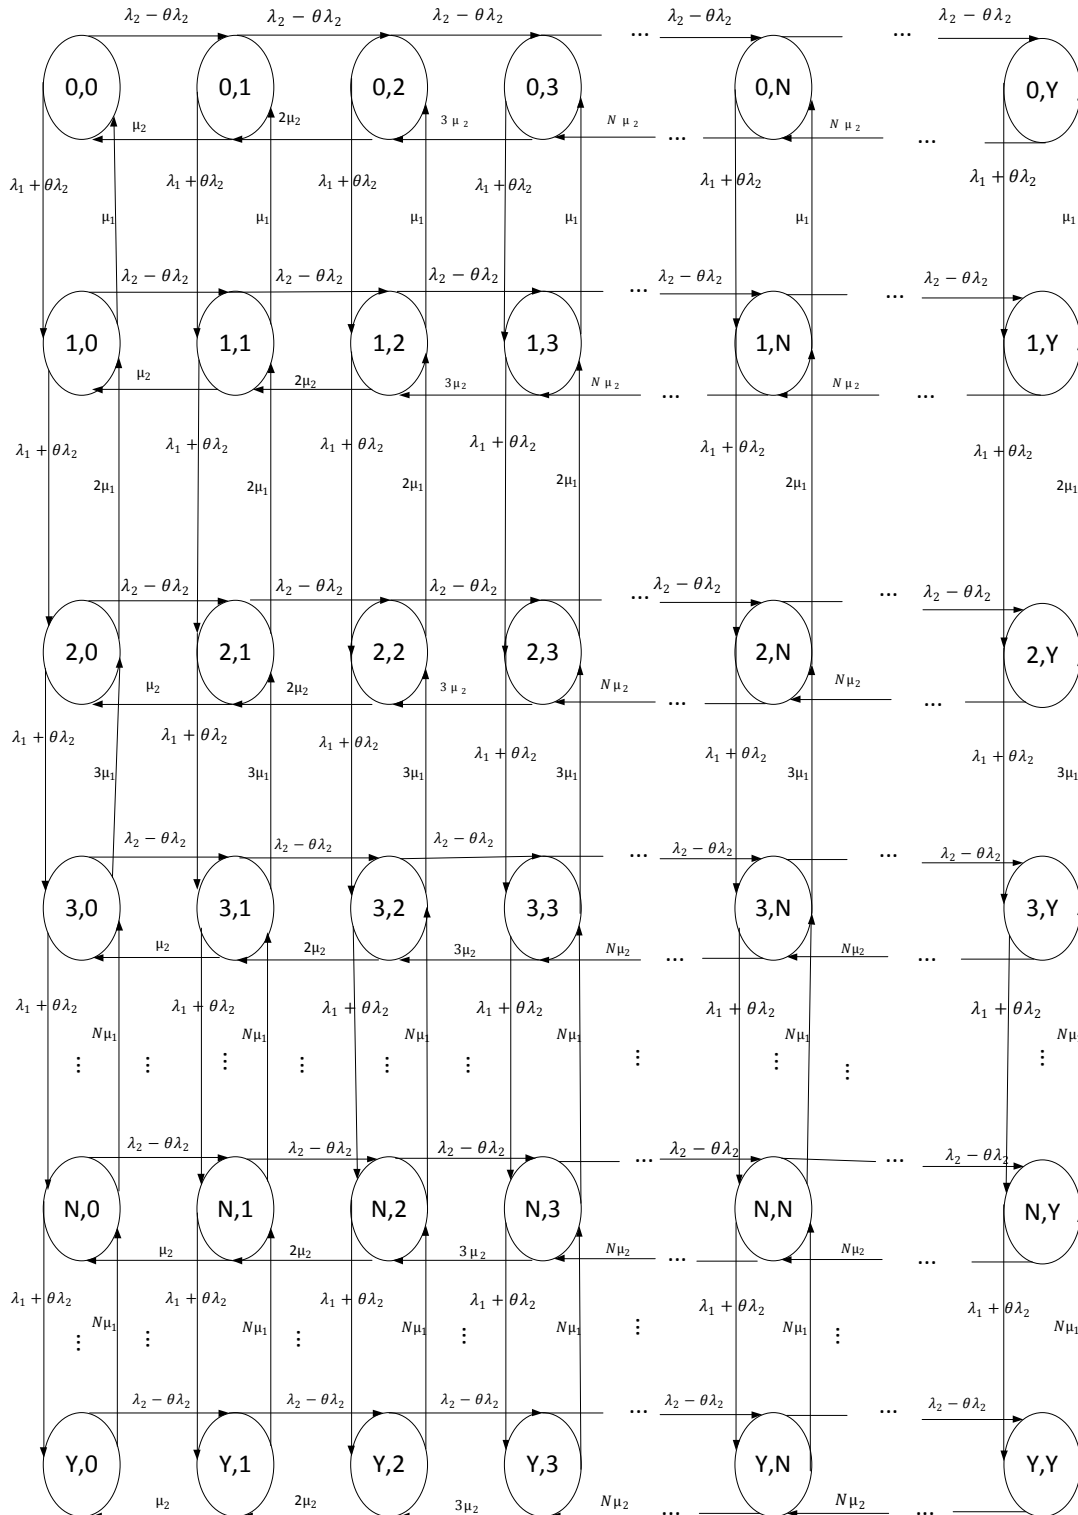 λ₂ − θλ₂ λ₂ − θλ₂ λ₂ − θλ₂ ... λ₂ − θλ₂ ... λ₂ − θλ₂
0,0 0,1 0,2 0,3 0,N 0,Y
μ₂ 2μ₂ 3 μ₂ N μ₂ ... N μ₂ ...
λ₁ + θλ₂ λ₁ + θλ₂ λ₁ + θλ₂ λ₁ + θλ₂ λ₁ + θλ₂ λ₁ + θλ₂
μ₁ μ₁ μ₁ μ₁ μ₁ μ₁
λ₂ − θλ₂ λ₂ − θλ₂ λ₂ − θλ₂ ... λ₂ − θλ₂ ... λ₂ − θλ₂
1,0 1,1 1,2 1,3 1,N 1,Y
μ₂ 2μ₂ 3μ₂ N μ₂ ... N μ₂ ...
λ₁ + θλ₂ λ₁ + θλ₂ λ₁ + θλ₂ λ₁ + θλ₂ λ₁ + θλ₂ λ₁ + θλ₂
2μ₁ 2μ₁ 2μ₁ 2μ₁ 2μ₁ 2μ₁
λ₂ − θλ₂ λ₂ − θλ₂ λ₂ − θλ₂ ... λ₂ − θλ₂ ... λ₂ − θλ₂
2,0 2,1 2,2 2,3 2,N 2,Y
μ₂ 2μ₂ 3 μ₂ Nμ₂ ... Nμ₂ ...
λ₁ + θλ₂ λ₁ + θλ₂ λ₁ + θλ₂ λ₁ + θλ₂ λ₁ + θλ₂ λ₁ + θλ₂
3μ₁ 3μ₁ 3μ₁ 3μ₁ 3μ₁ 3μ₁
λ₂ − θλ₂ λ₂ − θλ₂ λ₂ − θλ₂ ... λ₂ − θλ₂ ... λ₂ − θλ₂
3,0 3,1 3,2 3,3 3,N 3,Y
μ₂ 2μ₂ 3μ₂ Nμ₂ ... Nμ₂ ...
λ₁ + θλ₂ λ₁ + θλ₂ λ₁ + θλ₂ λ₁ + θλ₂ λ₁ + θλ₂ λ₁ + θλ₂
Nμ₁ Nμ₁ Nμ₁ Nμ₁ Nμ₁ Nμ₁
⋮ ⋮ ⋮ ⋮ ⋮ ⋮ ⋮ ⋮ ⋮ ⋮
λ₂ − θλ₂ λ₂ − θλ₂ λ₂ − θλ₂ ... λ₂ − θλ₂ ... λ₂ − θλ₂
N,0 N,1 N,2 N,3 N,N N,Y
μ₂ 2μ₂ 3 μ₂ Nμ₂ ... Nμ₂ ...
λ₁ + θλ₂ λ₁ + θλ₂ λ₁ + θλ₂ λ₁ + θλ₂ λ₁ + θλ₂ λ₁ + θλ₂
Nμ₁ Nμ₁ Nμ₁ Nμ₁ Nμ₁ Nμ₁
⋮ ⋮ ⋮ ⋮ ⋮ ⋮
λ₂ − θλ₂ λ₂ − θλ₂ λ₂ − θλ₂ ... λ₂ − θλ₂ ... λ₂ − θλ₂
Y,0 Y,1 Y,2 Y,3 Y,N Y,Y
μ₂ 2μ₂ 3μ₂ Nμ₂ ... Nμ₂ ...